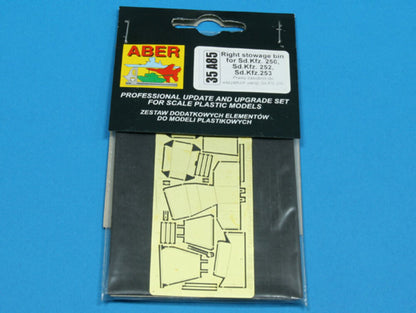 ABER
35 A85
Right stowage bin
for Sd.Kfz. 250,
Sd.Kfz. 252,
Sd.Kfz.253
PROFESSIONAL UPDATE AND UPGRADE SET
FOR SCALE PLASTIC MODELS
ZESTAW DODATKOWYCH ELEMENTÓW
DO MODELI PLASTIKOWYCH